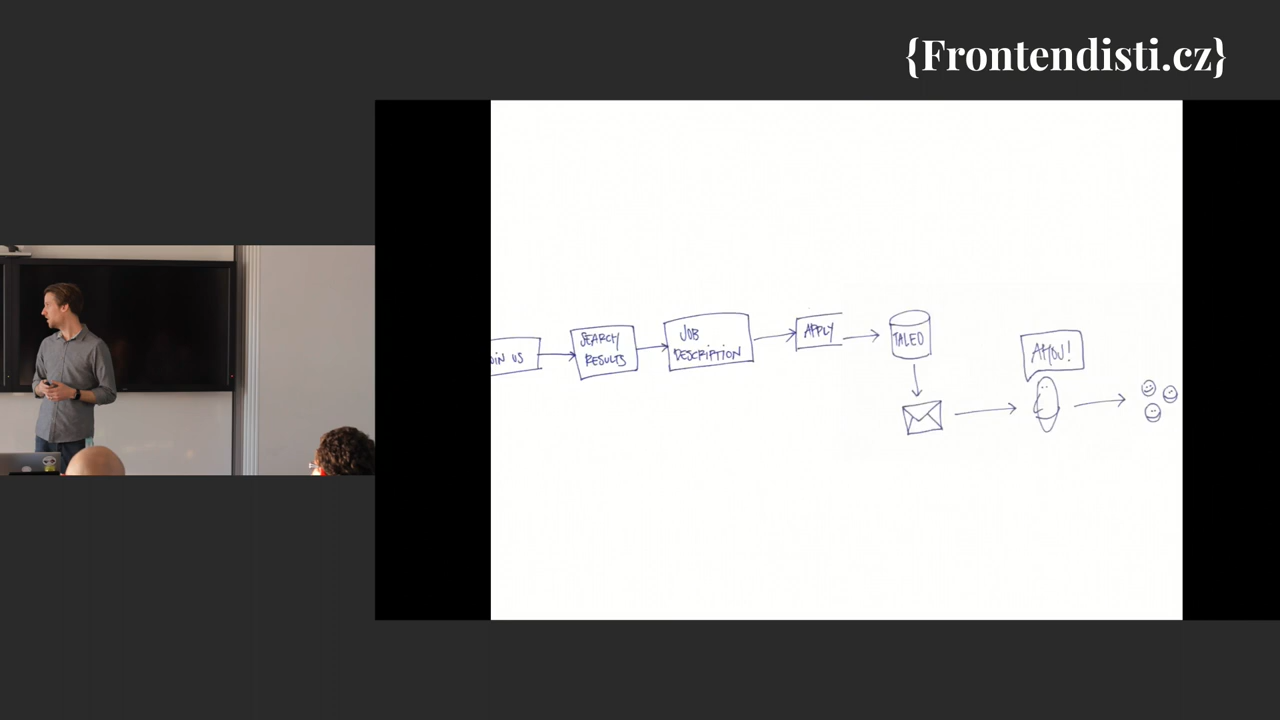 {Frontendisti.cz}
OIN US
SEARCH
RESULTS
JOB
DESCRIPTION
APPLY
TALEO
AHOJ!